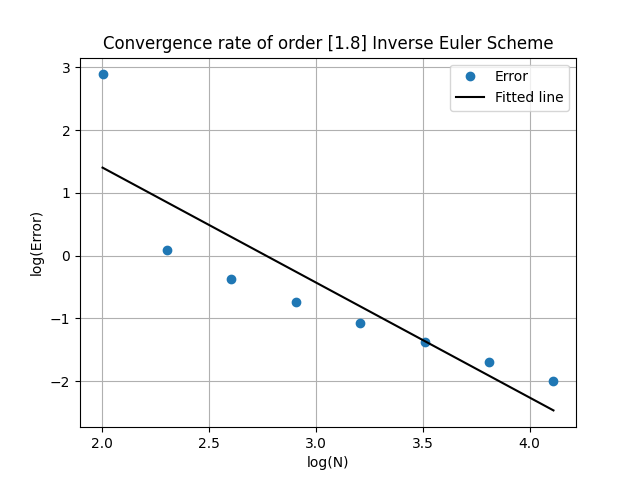 Convergence rate of order [1.8] Inverse Euler Scheme
Error
Fitted line
log(Error)
3
2
1
0
−1
−2
2.0
2.5
3.0
3.5
4.0
log(N)